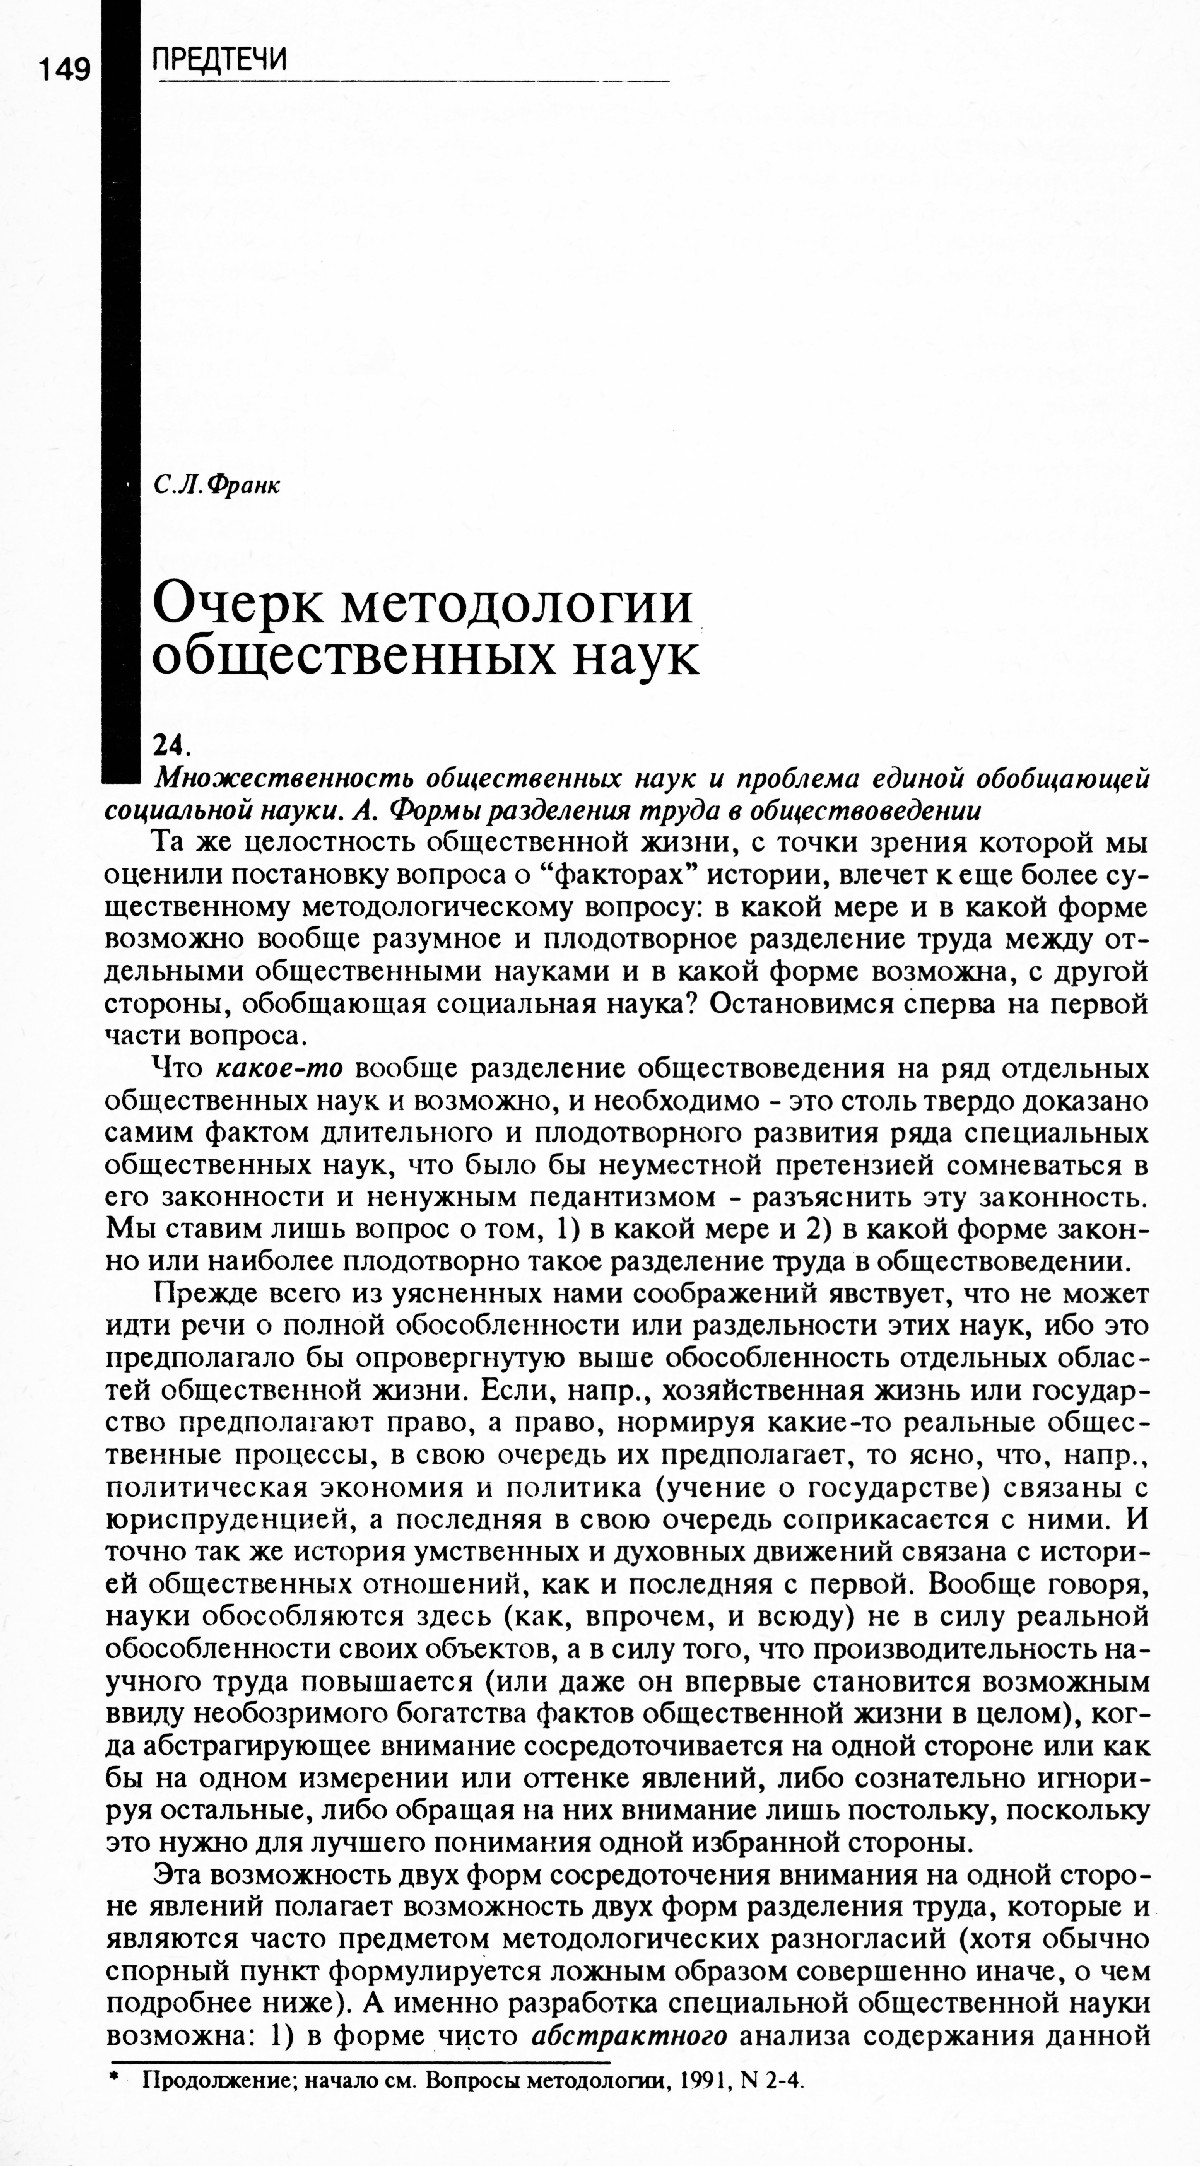 149
ПРЕДТЕЧИ
С.Л.Франк
Очерк методологии
общественных наук
24.
Множественность общественных наук и проблема единой обобщающей
социальной науки. А. Формы разделения труда в обществоведении
Та же целостность общественной жизни, с точки зрения которой мы
оценили постановку вопроса о “факторах” истории, влечет к еще более су-
щественному методологическому вопросу: в какой мере и в какой форме
возможно вообще разумное и плодотворное разделение труда между от-
дельными общественными науками и в какой форме возможна, с другой
стороны, обобщающая социальная наука? Остановимся сперва на первой
части вопроса.
Что какое-то вообще разделение обществоведения на ряд отдельных
общественных наук и возможно, и необходимо - это столь твердо доказано
самим фактом длительного и плодотворного развития ряда специальных
общественных наук, что было бы неуместной претензией сомневаться в
его законности и ненужным педантизмом - разъяснить эту законность.
Мы ставим лишь вопрос о том, 1) в какой мере и 2) в какой форме закон-
но или наиболее плодотворно такое разделение труда в обществоведении.
Прежде всего из уясненных нами соображений явствует, что не может
идти речи о полной обособленности или раздельности этих наук, ибо это
предполагало бы опровергнутую выше обособленность отдельных облас-
тей общественной жизни. Если, напр., хозяйственная жизнь или государ-
ство предполагают право, а право, нормируя какие-то реальные общес-
твенные процессы, в свою очередь их предполагает, то ясно, что, напр.,
политическая экономия и политика (учение о государстве) связаны с
юриспруденцией, а последняя в свою очередь соприкасается с ними. И
точно так же история умственных и духовных движений связана с истори-
ей общественных отношений, как и последняя с первой. Вообще говоря,
науки обособляются здесь (как, впрочем, и всюду) не в силу реальной
обособленности своих объектов, а в силу того, что производительность на-
учного труда повышается (или даже он впервые становится возможным
ввиду необозримого богатства фактов общественной жизни в целом), ког-
да абстрагирующее внимание сосредоточивается на одной стороне или как
бы на одном измерении или оттенке явлений, либо сознательно игнори-
руя остальные, либо обращая на них внимание лишь постольку, поскольку
это нужно для лучшего понимания одной избранной стороны.
Эта возможность двух форм сосредоточения внимания на одной сторо-
не явлений полагает возможность двух форм разделения труда, которые и
являются часто предметом методологических разногласий (хотя обычно
спорный пункт формулируется ложным образом совершенно иначе, о чем
подробнее ниже). А именно разработка специальной общественной науки
возможна: 1) в форме чисто абстрактного анализа содержания данной
* Продолжение; начало см. Вопросы методологии, 1991, N 2-4.